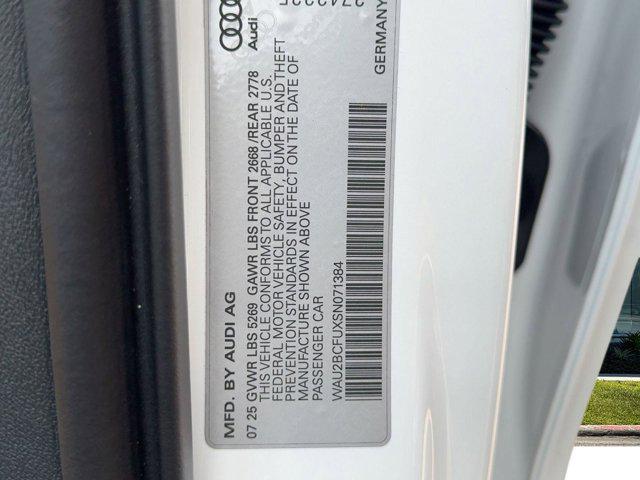 MFD. BY AUDI AG
Audi
07 25 GVWR LBS 5269 GAWR LBS FRONT 2668 /REAR 2778
THIS VEHICLE CONFORMS TO ALL APPLICABLE U.S.
FEDERAL MOTOR VEHICLE SAFETY, BUMPER AND THEFT
PREVENTION STANDARDS IN EFFECT ON THE DATE OF
MANUFACTURE SHOWN ABOVE
PASSENGER CAR
WAU2BCFUXSN071384
GERMANY